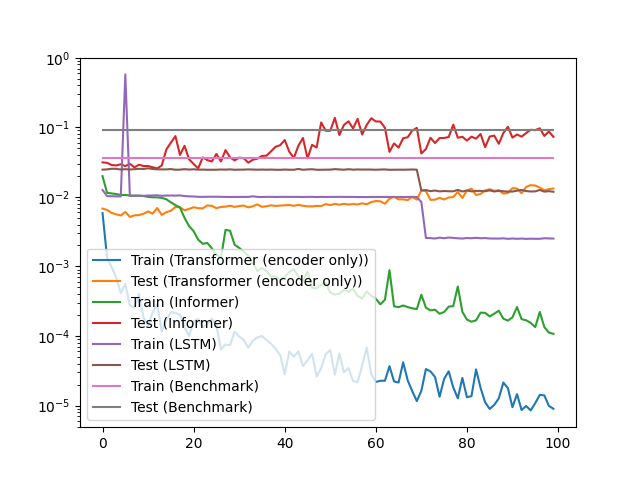 10⁰
10⁻¹
10⁻²
10⁻³
10⁻⁴
10⁻⁵
Train (Transformer (encoder only))
Test (Transformer (encoder only))
Train (Informer)
Test (Informer)
Train (LSTM)
Test (LSTM)
Train (Benchmark)
Test (Benchmark)
0 20 40 60 80 100